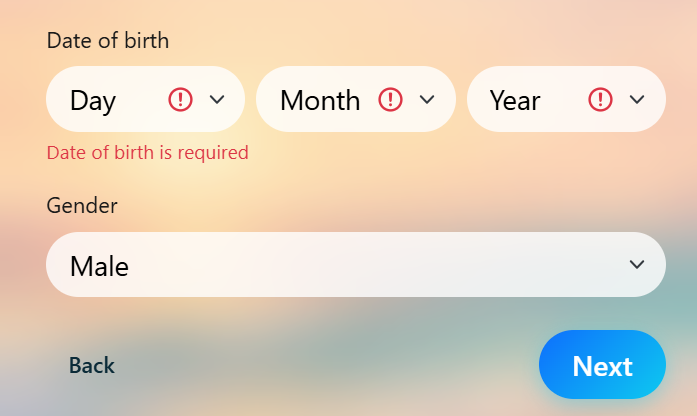 Date of birth
Day Month Year
Date of birth is required
Gender
Male
Back Next